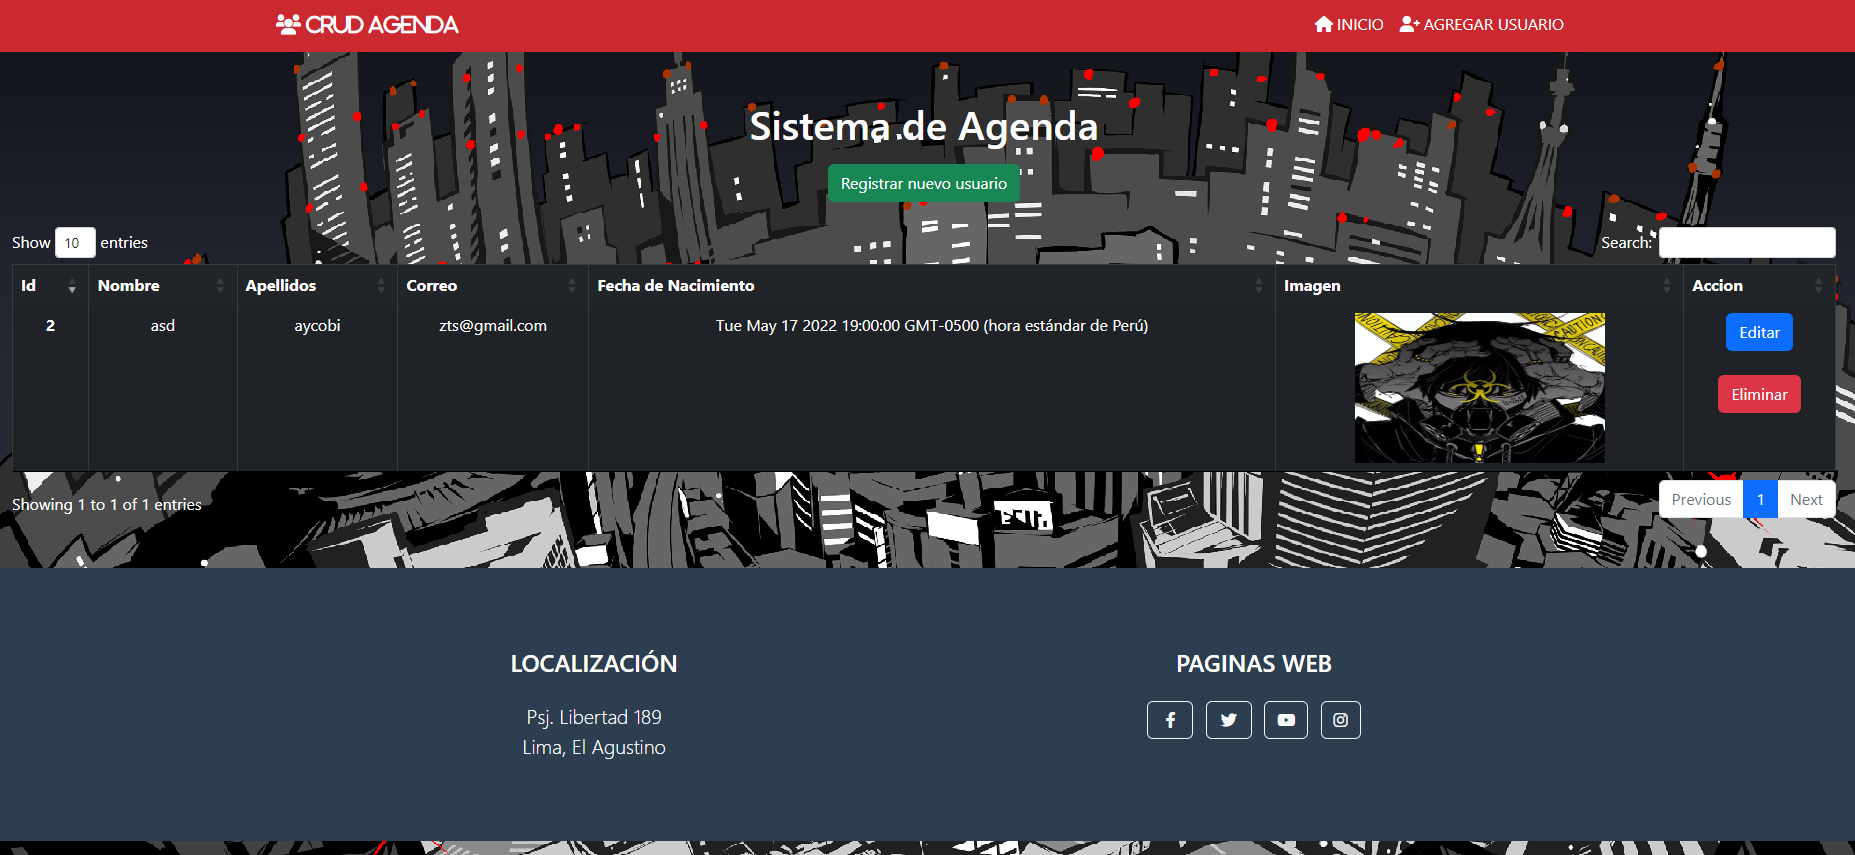 CRUD AGENDA
INICIO
AGREGAR USUARIO
Sistema de Agenda
Registrar nuevo usuario
Show 10 entries
Search:
Id Nombre Apellidos Correo Fecha de Nacimiento Imagen Accion
2 asd aycobi zts@gmail.com Tue May 17 2022 19:00:00 GMT-0500 (hora estándar de Perú) Editar
Eliminar
Showing 1 to 1 of 1 entries
Previous 1 Next
LOCALIZACIÓN
Psj. Libertad 189
Lima, El Agustino
PAGINAS WEB